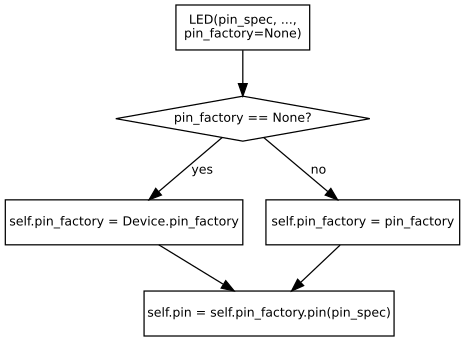 LED(pin_spec, ...,
pin_factory=None)
pin_factory == None?
yes
no
self.pin_factory = Device.pin_factory
self.pin_factory = pin_factory
self.pin = self.pin_factory.pin(pin_spec)